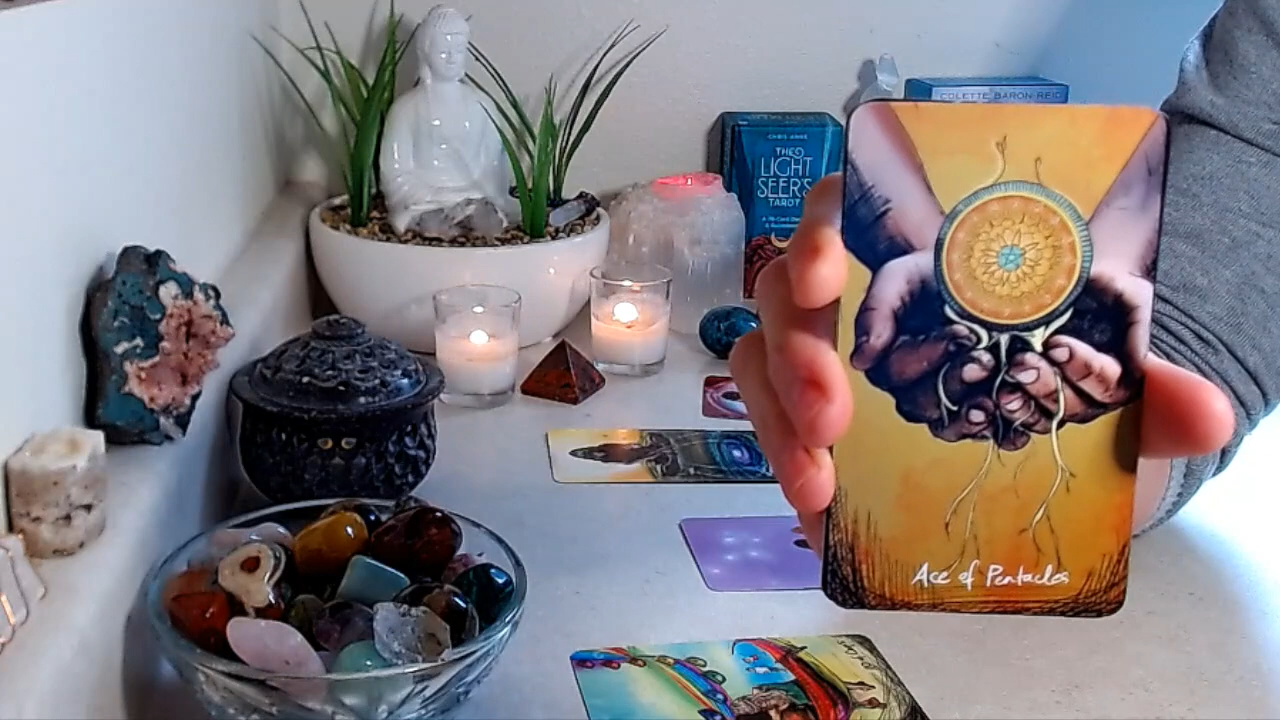 COLETTE BARON-REID
CHRIS-ANNE
THE
LIGHT
SEER'S
TAROT
Ace of Pentacles